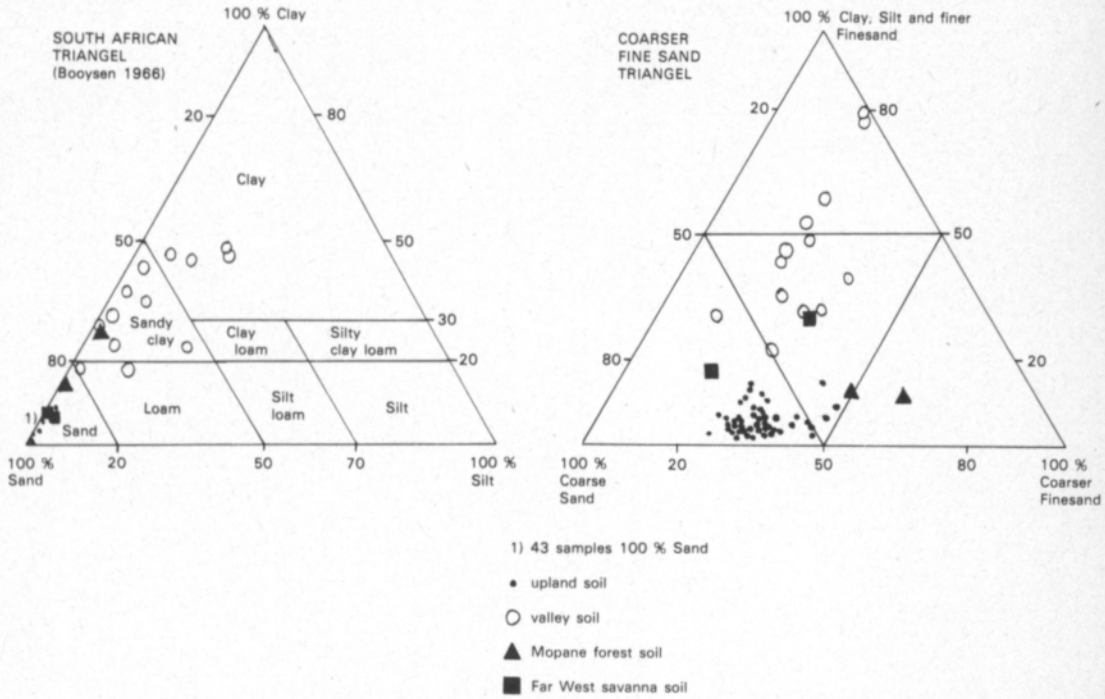 100 % Clay
SOUTH AFRICAN
TRIANGEL
(Booysen 1966)
20
80
Clay
50
50
Sandy
clay
Clay
loam
Silty
clay loam
30
80
20
1)
Sand
Loam
Silt
loam
Silt
100 %
Sand
20
50
70
100 %
Silt
100 % Clay, Silt and finer
Finesand
COARSER
FINE SAND
TRIANGEL
20
80
50
50
80
20
100 %
Coarse
Sand
20
50
80
100 %
Coarser
Finesand
1) 43 samples 100 % Sand
upland soil
valley soil
Mopane forest soil
Far West savanna soil